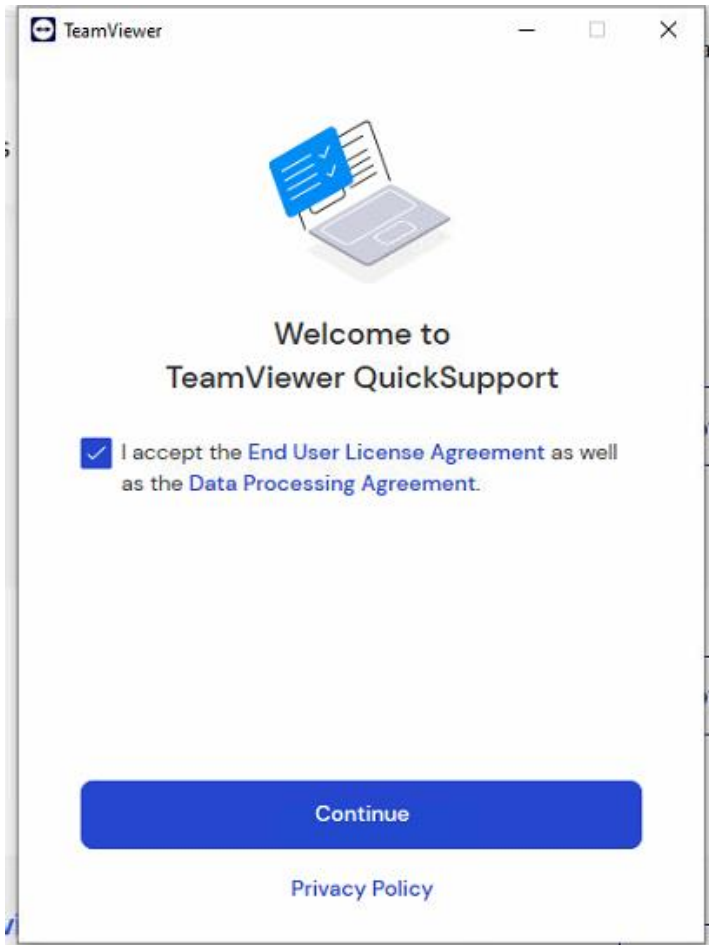 TeamViewer
Welcome to
TeamViewer QuickSupport
I accept the End User License Agreement as well
as the Data Processing Agreement.
Continue
Privacy Policy